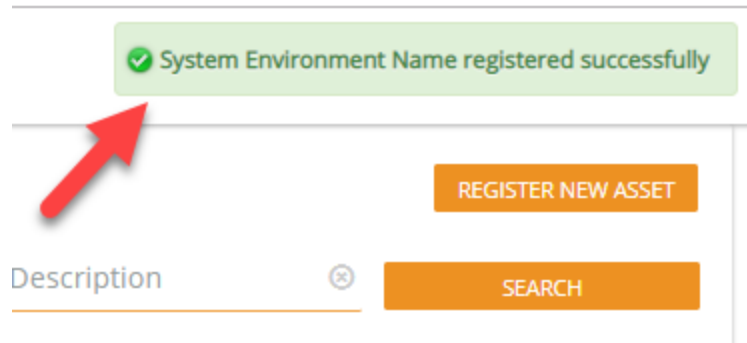 System Environment Name registered successfully
REGISTER NEW ASSET
Description
SEARCH